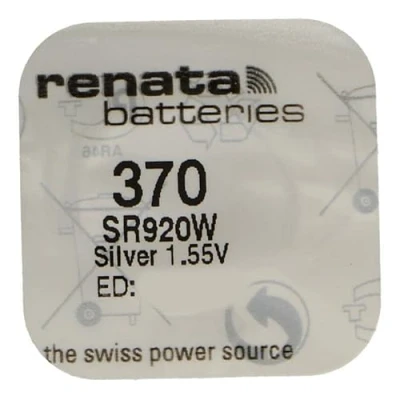 renata
batteries
370
SR920W
Silver 1.55V
ED:
the swiss power source